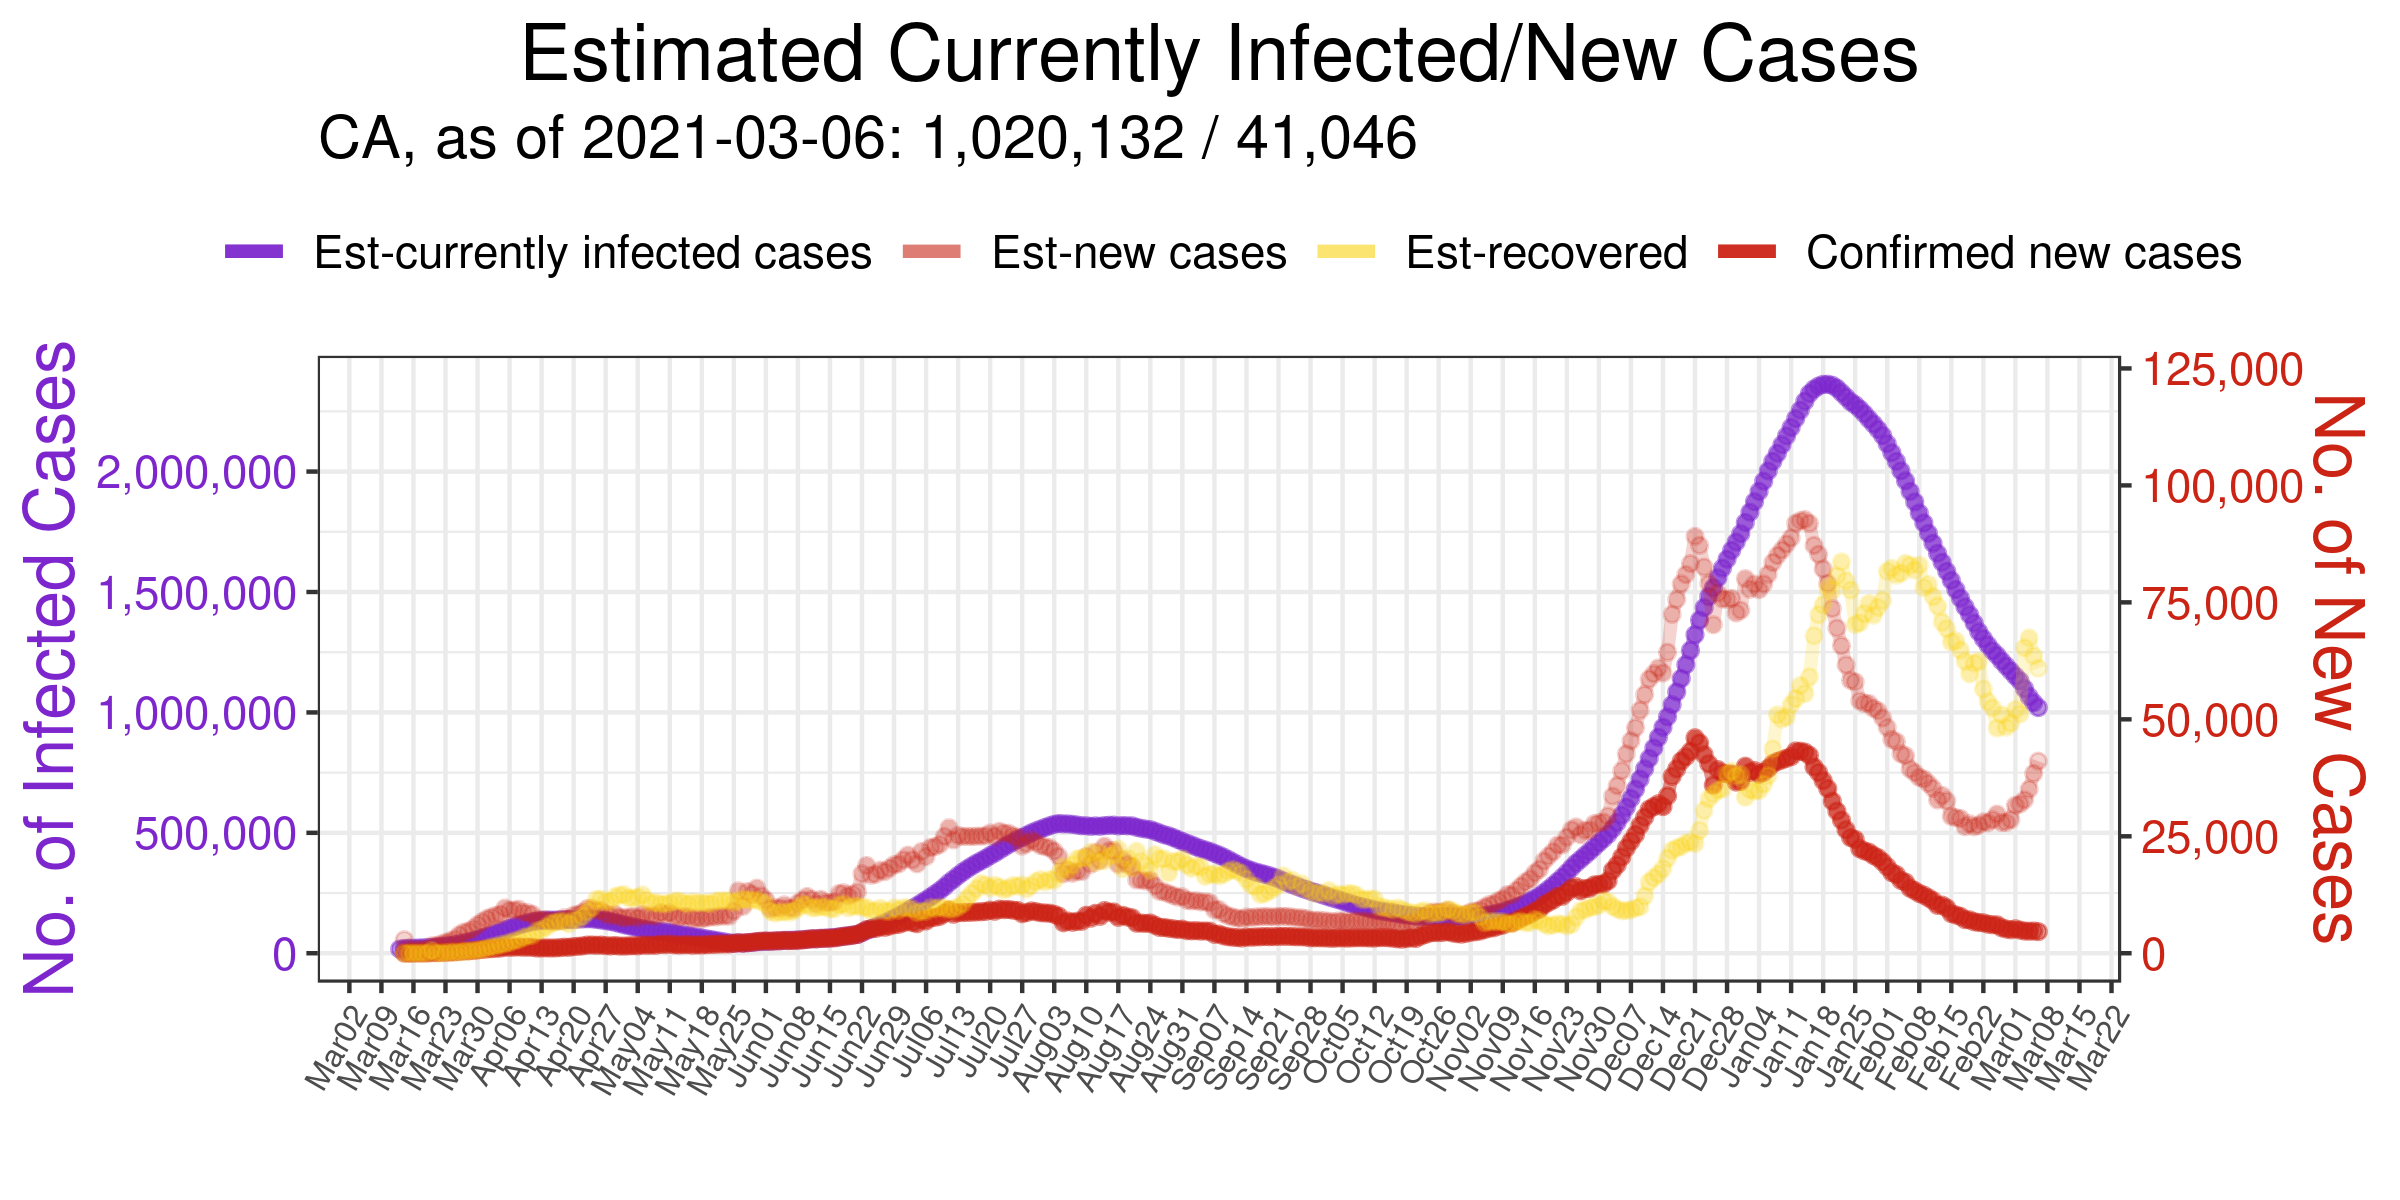 Estimated Currently Infected/New Cases
CA, as of 2021-03-06: 1,020,132 / 41,046
Est-currently infected cases Est-new cases Est-recovered Confirmed new cases
No. of Infected Cases
2,000,000
1,500,000
1,000,000
500,000
0
125,000
100,000
75,000
50,000
25,000
0
No. of New Cases
Mar02 Mar09 Mar16 Mar23 Mar30 Apr06 Apr13 Apr20 Apr27 May04 May11 May18 May25 Jun01 Jun08 Jun15 Jun22 Jun29 Jul06 Jul13 Jul20 Jul27 Aug03 Aug10 Aug17 Aug24 Aug31 Sep07 Sep14 Sep21 Sep28 Oct05 Oct12 Oct19 Oct26 Nov02 Nov09 Nov16 Nov23 Nov30 Dec07 Dec14 Dec21 Dec28 Jan04 Jan11 Jan18 Jan25 Feb01 Feb08 Feb15 Feb22 Mar01 Mar08 Mar15 Mar22